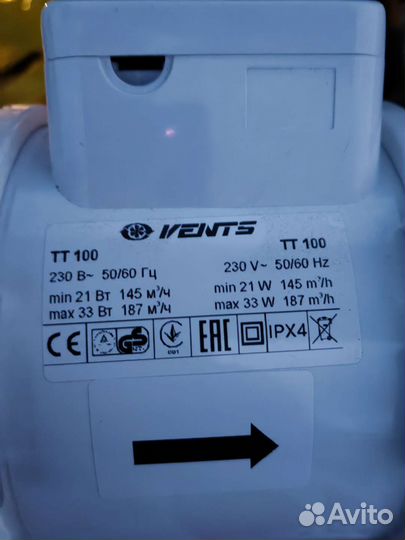 VENTS
TT 100
TT 100
230 В~ 50/60 Гц
230 V~ 50/60 Hz
min 21 Вт 145 м³/ч
min 21 W 145 m³/h
max 33 Вт 187 м³/ч
max 33 W 187 m³/h
CE EAC IPX4
Avito